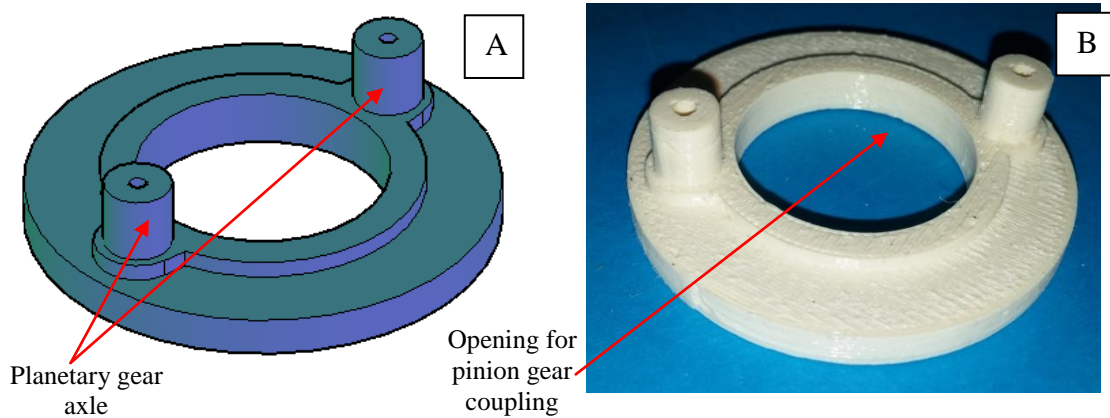 A
B
Planetary gear
axle
Opening for
pinion gear
coupling